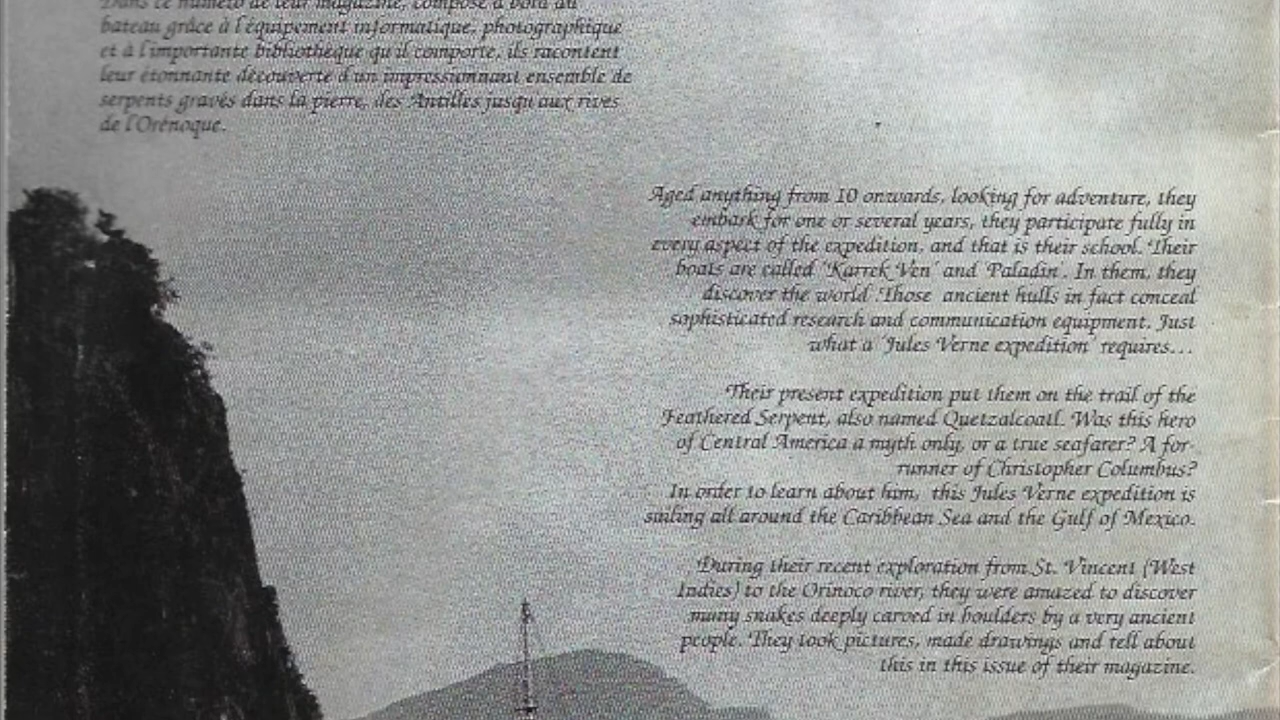 Dans ce numéro de leur magazine, composé à bord du
bateau grâce à l'équipement informatique, photographique
et à l'importante bibliothèque qu'il comporte, ils racontent
leur étonnante découverte d'un impressionnant ensemble de
serpents gravés dans la pierre, des Antilles jusqu'aux rives
de l'Orénoque.
Aged anything from 10 onwards, looking for adventure, they
embark for one or several years, they participate fully in
every aspect of the expedition, and that is their school. Their
boats are called 'Karrek Ven' and 'Paladin'. In them, they
discover the world. Those ancient hulls in fact conceal
sophisticated research and communication equipment. Just
what a 'Jules Verne expedition' requires...
Their present expedition put them on the trail of the
Feathered Serpent, also named Quetzalcoatl. Was this hero
of Central America a myth only, or a true seafarer? A for-
runner of Christopher Columbus?
In order to learn about him, this Jules Verne expedition is
sailing all around the Caribbean Sea and the Gulf of Mexico.
During their recent exploration from St. Vincent (West
Indies) to the Orinoco river, they were amazed to discover
many snakes deeply carved in boulders by a very ancient
people. They took pictures, made drawings and tell about
this in this issue of their magazine.